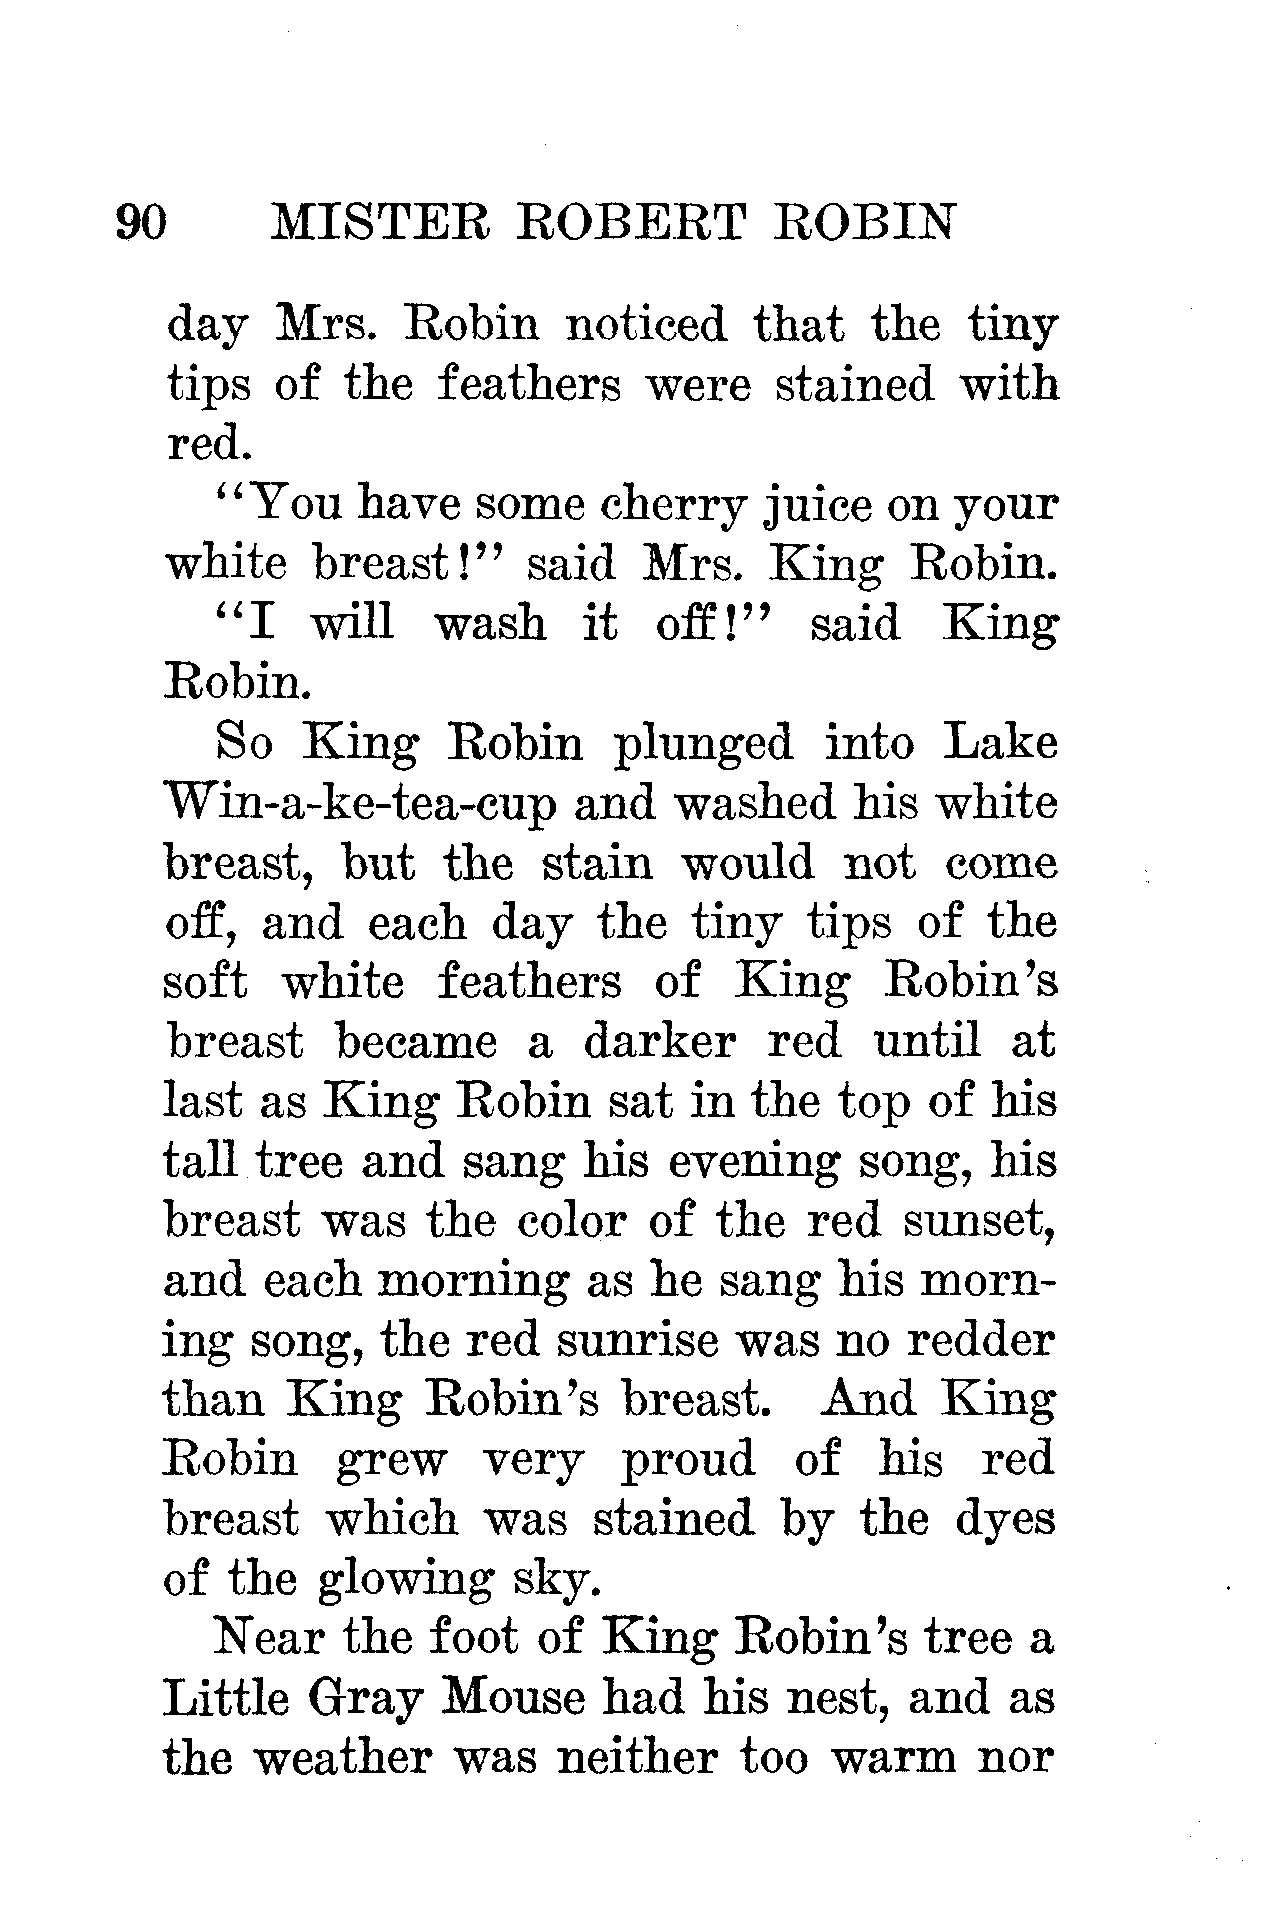 90 MISTER ROBERT ROBIN
day Mrs. Robin noticed that the tiny
tips of the feathers were stained with
red.
"You have some cherry juice on your
white breast!" said Mrs. King Robin.
"I will wash it off!" said King
Robin.
So King Robin plunged into Lake
Win-a-ke-tea-cup and washed his white
breast, but the stain would not come
off, and each day the tiny tips of the
soft white feathers of King Robin's
breast became a darker red until at
last as King Robin sat in the top of his
tall tree and sang his evening song, his
breast was the color of the red sunset,
and each morning as he sang his morn-
ing song, the red sunrise was no redder
than King Robin's breast. And King
Robin grew very proud of his red
breast which was stained by the dyes
of the glowing sky.
Near the foot of King Robin's tree a
Little Gray Mouse had his nest, and as
the weather was neither too warm nor